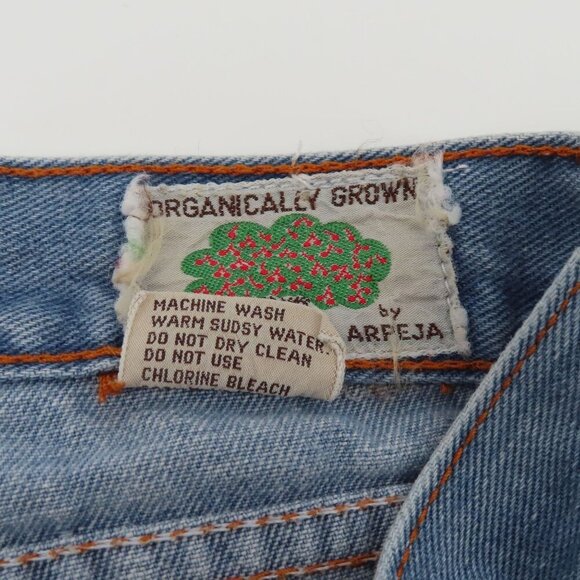 ORGANICALLY GROWN
by
ARPEJA
MACHINE WASH
WARM SUDSY WATER.
DO NOT DRY CLEAN
DO NOT USE
CHLORINE BLEACH